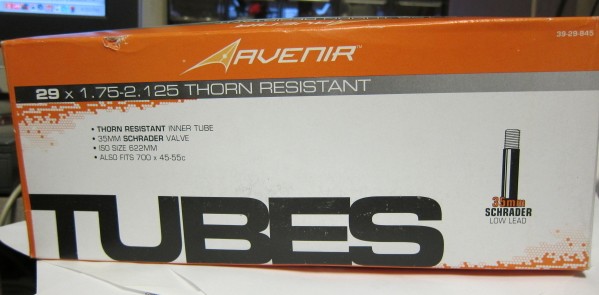 AVENIR™
39-29-845
29 x 1.75-2.125 THORN RESISTANT
• THORN RESISTANT INNER TUBE
• 35MM SCHRADER VALVE
• ISO SIZE 622MM
• ALSO FITS 700 x 45-55c
TUBES
35mm
SCHRADER
LOW LEAD